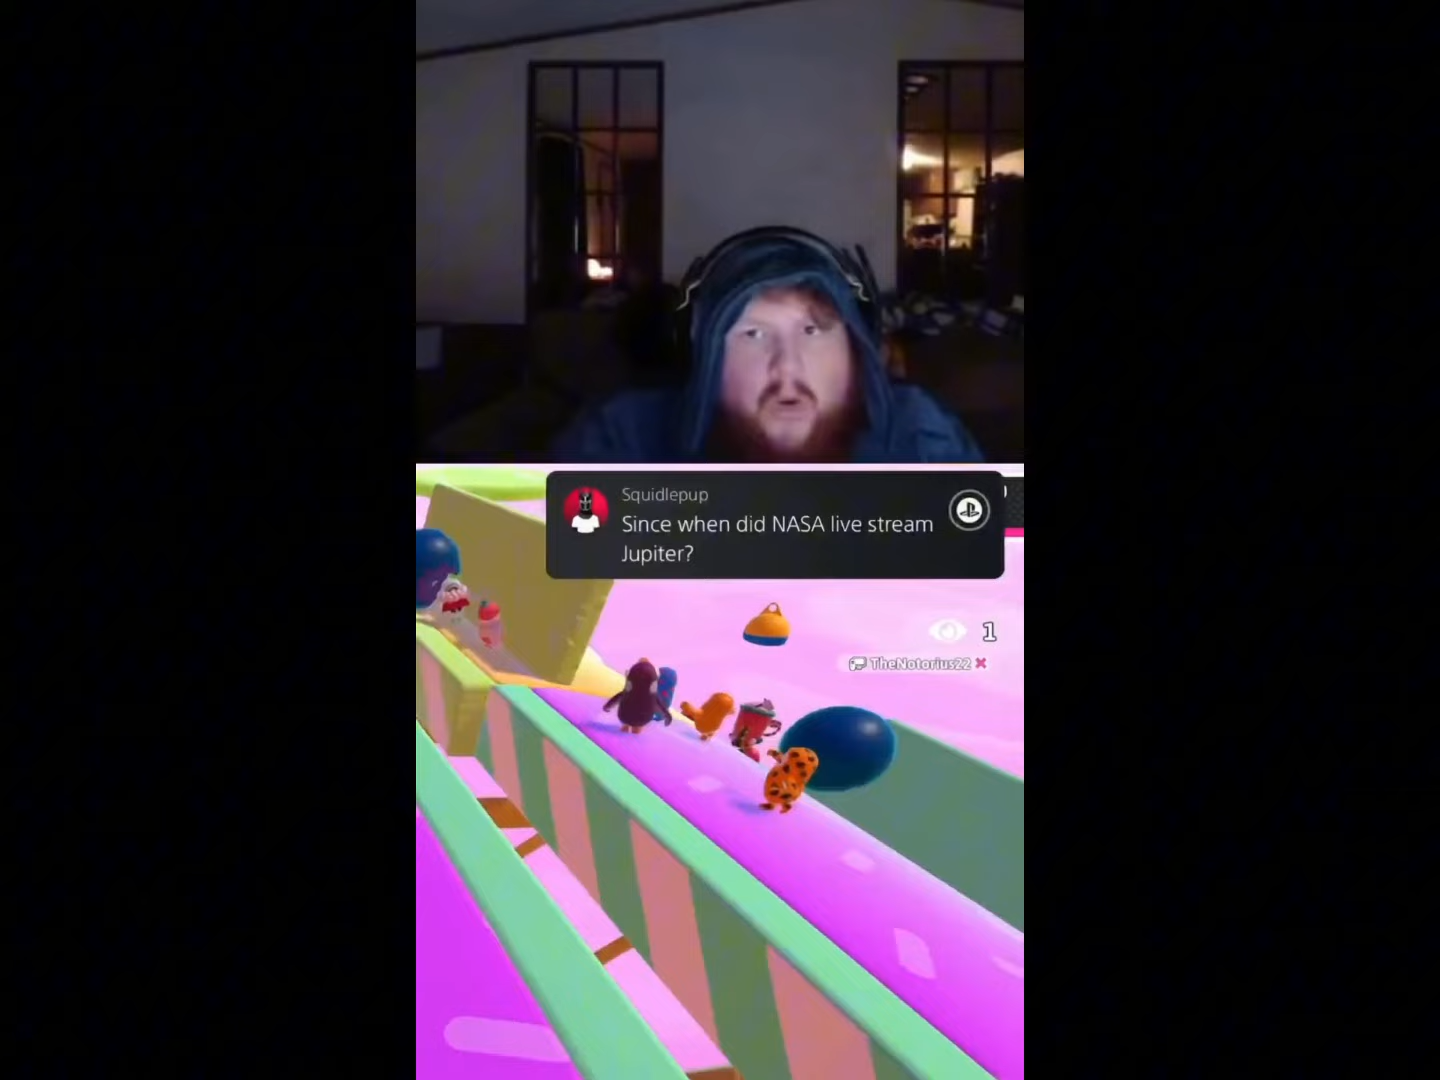 Squidlepup
Since when did NASA live stream
Jupiter?
1
TheNotorius22